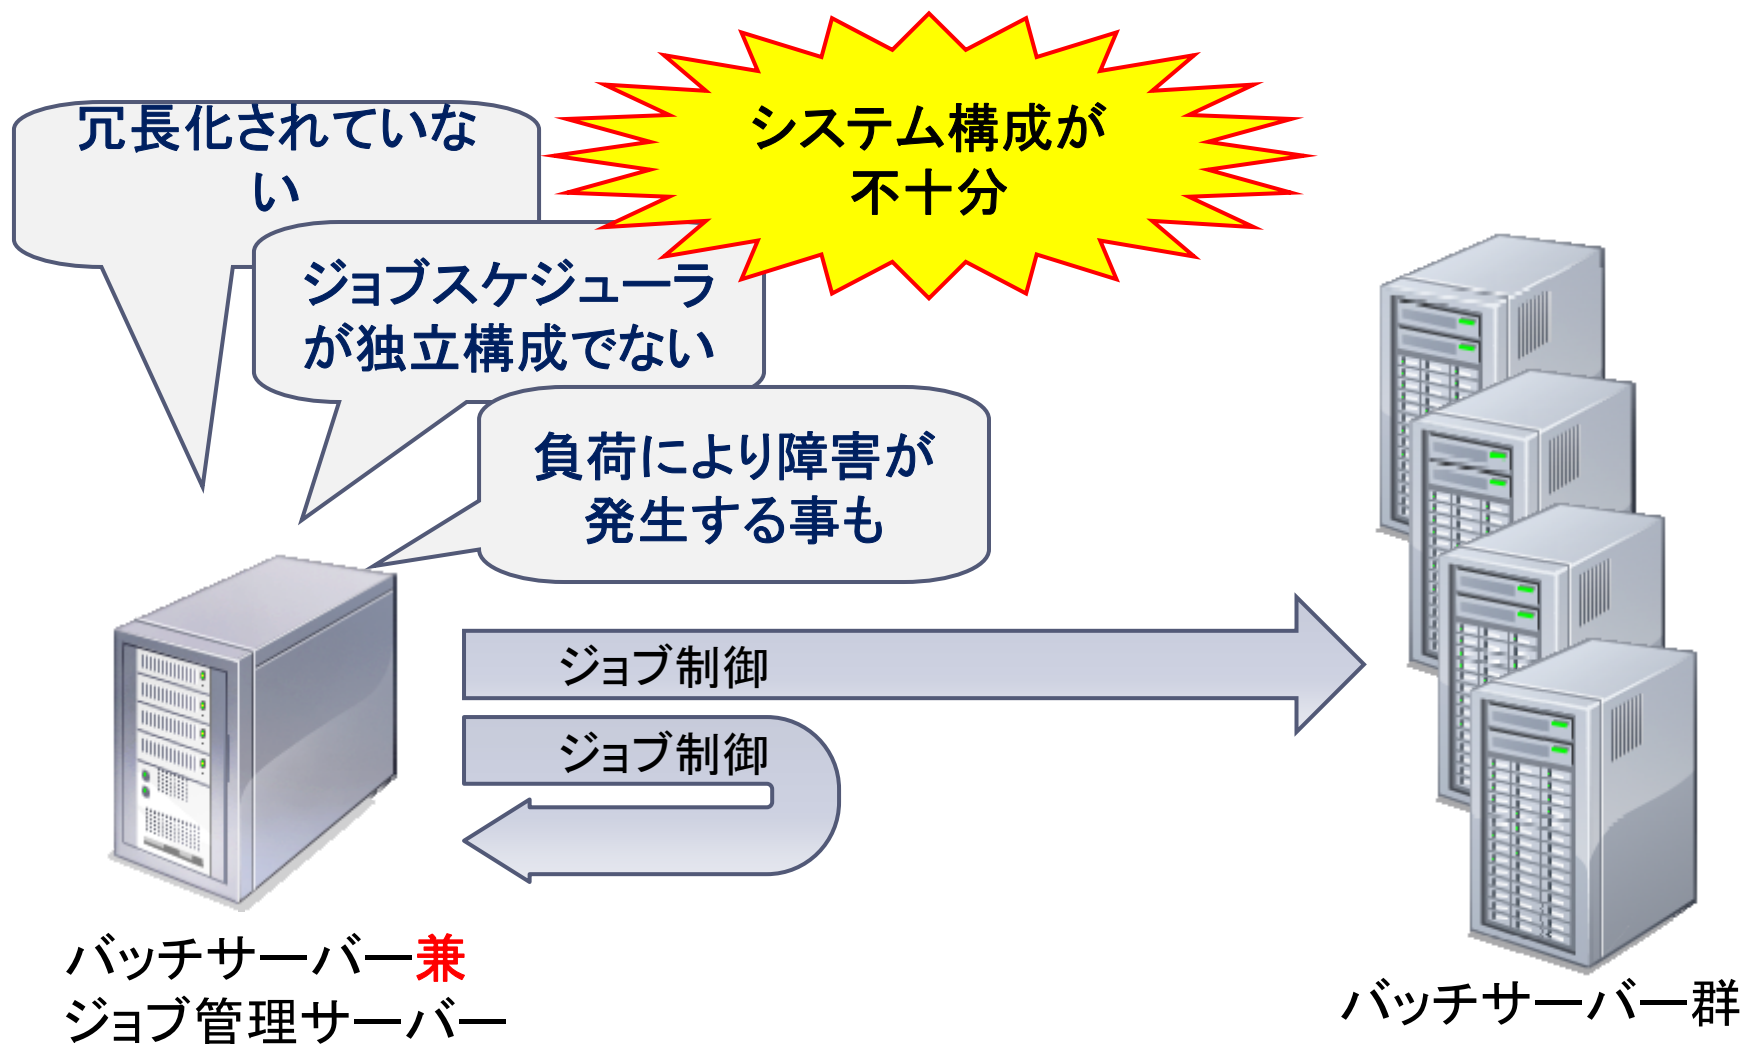 冗長化されていな
い
システム構成が
不十分
ジョブスケジューラ
が独立構成でない
負荷により障害が
発生する事も
ジョブ制御
ジョブ制御
バッチサーバー兼
ジョブ管理サーバー
バッチサーバー群